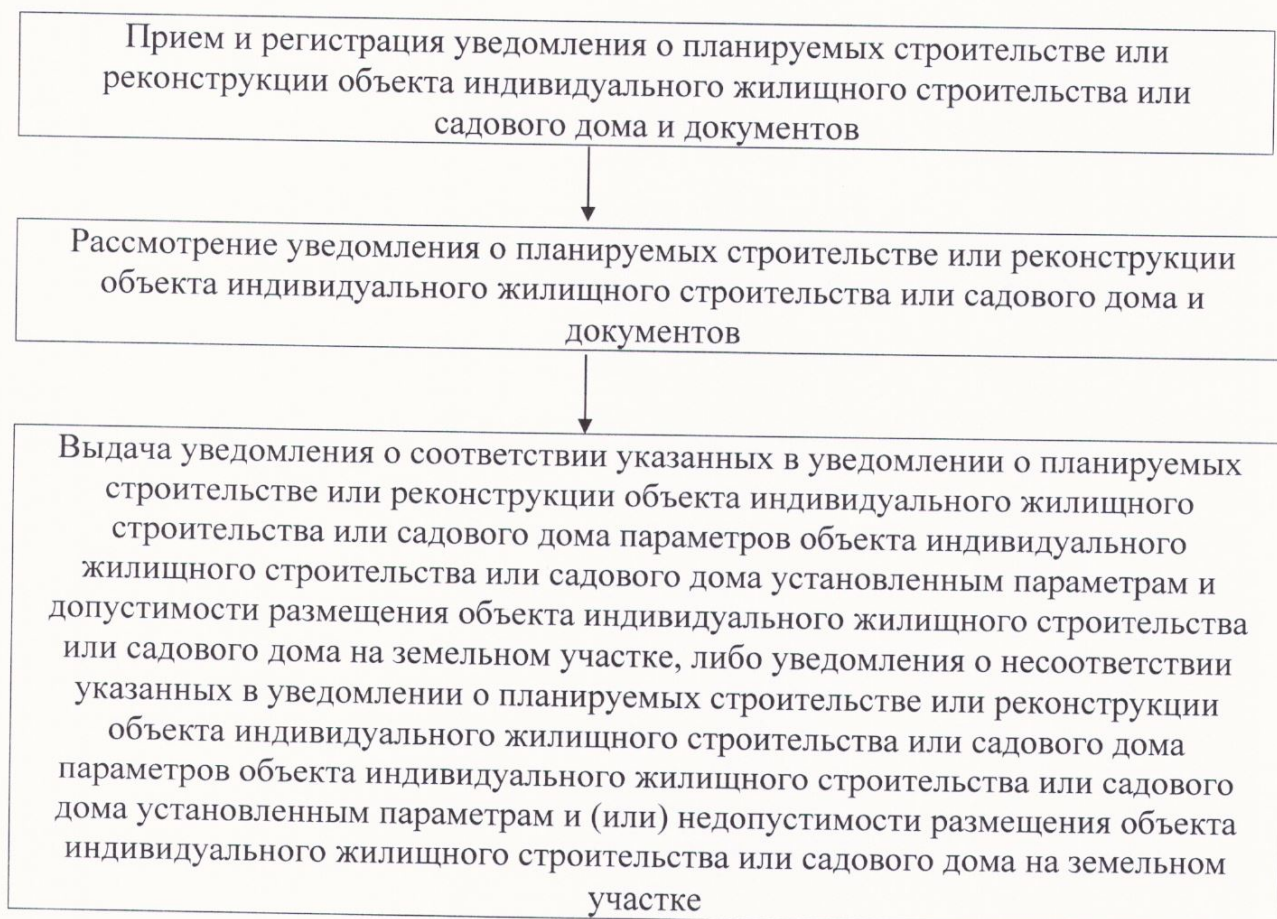 Прием и регистрация уведомления о планируемых строительстве или
реконструкции объекта индивидуального жилищного строительства или
садового дома и документов
Рассмотрение уведомления о планируемых строительстве или реконструкции
объекта индивидуального жилищного строительства или садового дома и
документов
Выдача уведомления о соответствии указанных в уведомлении о планируемых
строительстве или реконструкции объекта индивидуального жилищного
строительства или садового дома параметров объекта индивидуального
жилищного строительства или садового дома установленным параметрам и
допустимости размещения объекта индивидуального жилищного строительства
или садового дома на земельном участке, либо уведомления о несоответствии
указанных в уведомлении о планируемых строительстве или реконструкции
объекта индивидуального жилищного строительства или садового дома
параметров объекта индивидуального жилищного строительства или садового
дома установленным параметрам и (или) недопустимости размещения объекта
индивидуального жилищного строительства или садового дома на земельном
участке